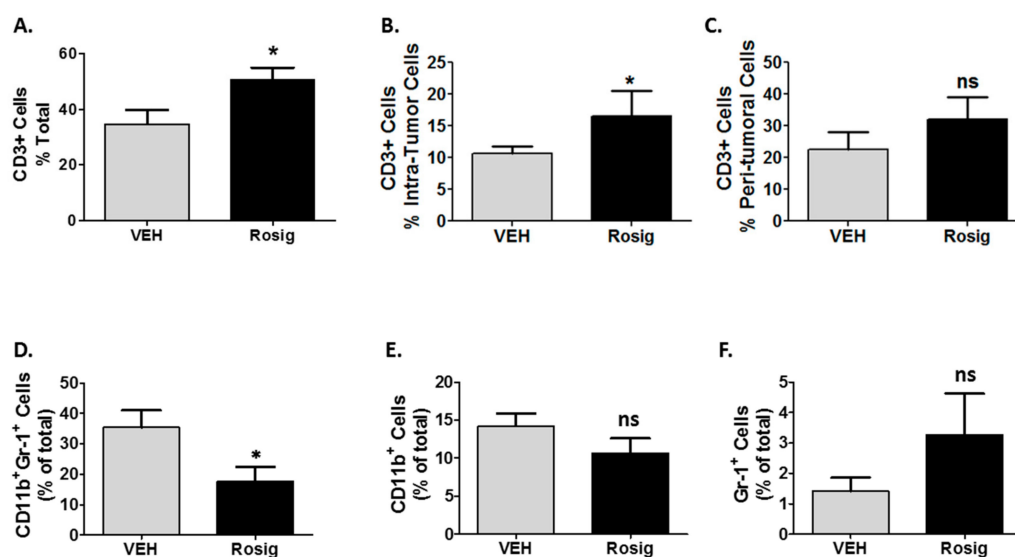 A.
CD3+ Cells
% Total
60
40
20
0
*
VEH
Rosig
B.
CD3+ Cells
% Intra-Tumor Cells
25
20
15
10
5
0
*
VEH
Rosig
C.
CD3+ Cells
% Peri-tumoral Cells
50
40
30
20
10
0
ns
VEH
Rosig
D.
CD11b⁺Gr-1⁺ Cells
(% of total)
50
40
30
20
10
0
*
VEH
Rosig
E.
CD11b⁺ Cells
(% of total)
20
15
10
5
0
ns
VEH
Rosig
F.
Gr-1⁺ Cells
(% of total)
5
4
3
2
1
0
ns
VEH
Rosig